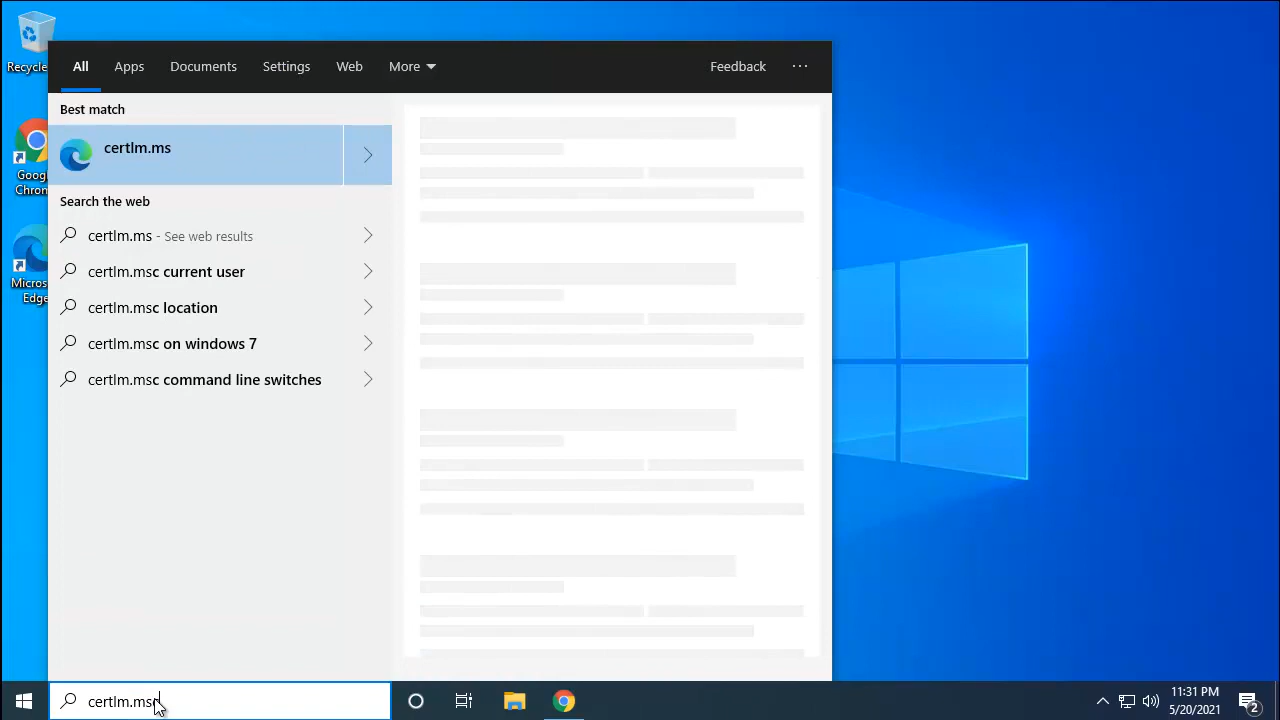 Recycle
Googl
Chron
Micros
Edge
All Apps Documents Settings Web More Feedback ...
Best match
certlm.ms
Search the web
certlm.ms - See web results
certlm.msc current user
certlm.msc location
certlm.msc on windows 7
certlm.msc command line switches
certlm.msc
11:31 PM
5/20/2021
2